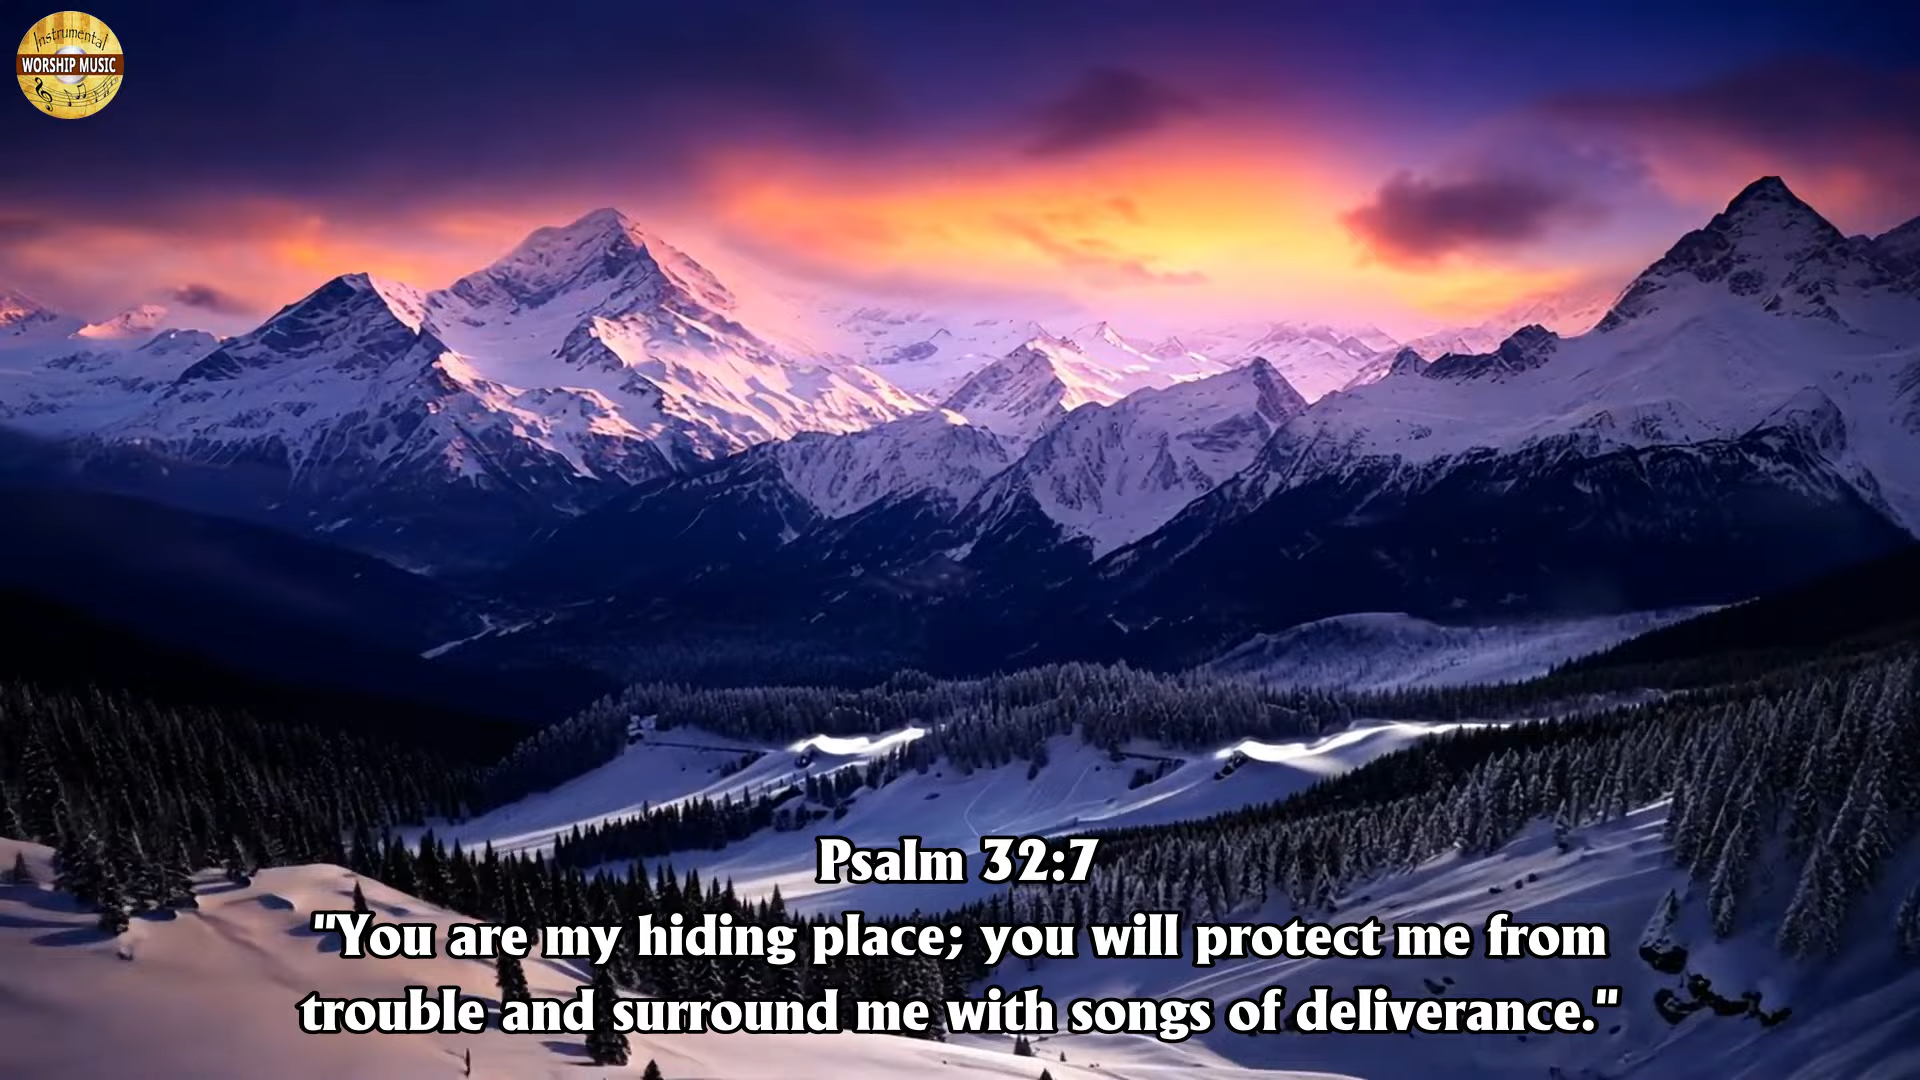 Instrumental
WORSHIP MUSIC
Psalm 32:7
"You are my hiding place; you will protect me from
trouble and surround me with songs of deliverance."